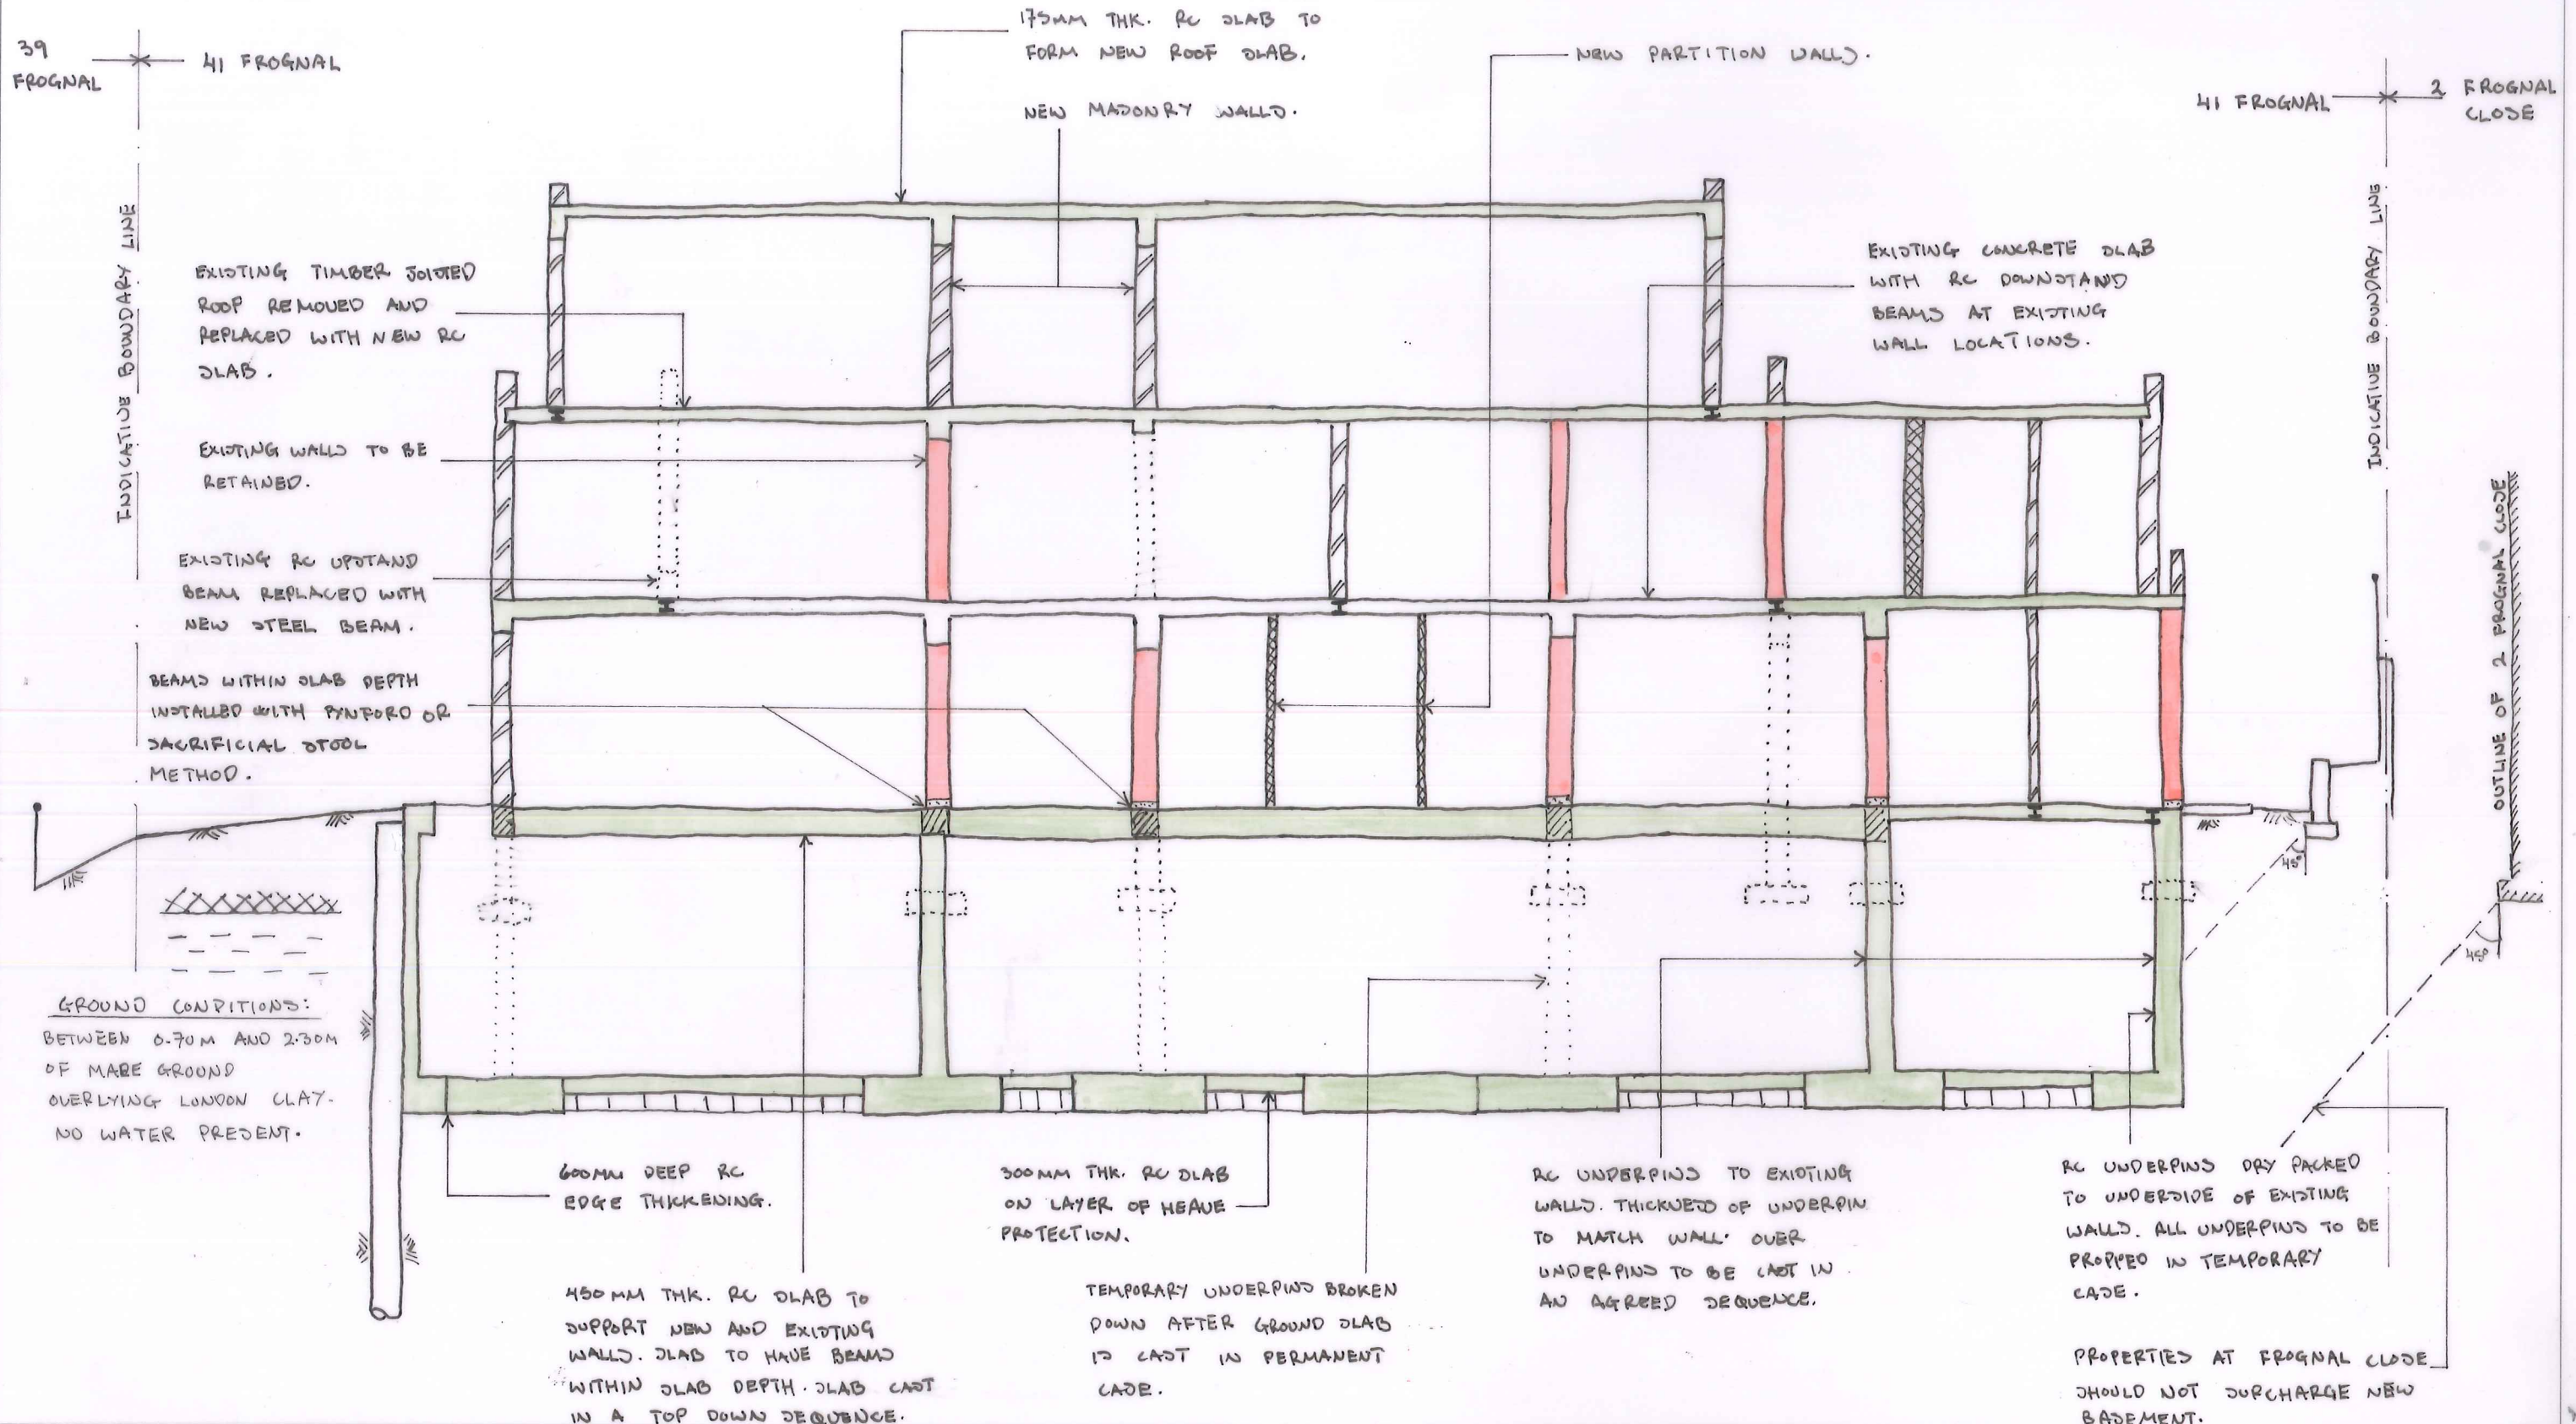 39
FROGNAL
41 FROGNAL
175MM THK. RC SLAB TO
FORM NEW ROOF SLAB.
NEW MASONRY WALLS.
NEW PARTITION WALLS.
41 FROGNAL
2 FROGNAL
CLOSE
INDICATIVE BOUNDARY LINE
EXISTING TIMBER JOISTED
ROOF REMOVED AND
REPLACED WITH NEW RC
SLAB.
EXISTING WALLS TO BE
RETAINED.
EXISTING RC UPSTAND
BEAM REPLACED WITH
NEW STEEL BEAM.
BEAMS WITHIN SLAB DEPTH
INSTALLED WITH PYNFORD OR
SACRIFICIAL STOOL
METHOD.
EXISTING CONCRETE SLAB
WITH RC DOWNSTAND
BEAMS AT EXISTING
WALL LOCATIONS.
INDICATIVE BOUNDARY LINE
OUTLINE OF 2 FROGNAL CLOSE
45°
45°
GROUND CONDITIONS:
BETWEEN 0.70M AND 2.30M
OF MADE GROUND
OVERLYING LONDON CLAY.
NO WATER PRESENT.
600MM DEEP RC
EDGE THICKENING.
450MM THK. RC SLAB TO
SUPPORT NEW AND EXISTING
WALLS. SLAB TO HAVE BEAMS
WITHIN SLAB DEPTH. SLAB CAST
IN A TOP DOWN SEQUENCE.
300MM THK. RC SLAB
ON LAYER OF HEAVE
PROTECTION.
TEMPORARY UNDERPINS BROKEN
DOWN AFTER GROUND SLAB
IS CAST IN PERMANENT
CASE.
RC UNDERPINS TO EXISTING
WALLS. THICKNESS OF UNDERPIN
TO MATCH WALL OVER
UNDERPINS TO BE CAST IN
AN AGREED SEQUENCE.
RC UNDERPINS DRY PACKED
TO UNDERSIDE OF EXISTING
WALLS. ALL UNDERPINS TO BE
PROPPED IN TEMPORARY
CASE.
PROPERTIES AT FROGNAL CLOSE
SHOULD NOT SURCHARGE NEW
BASEMENT.